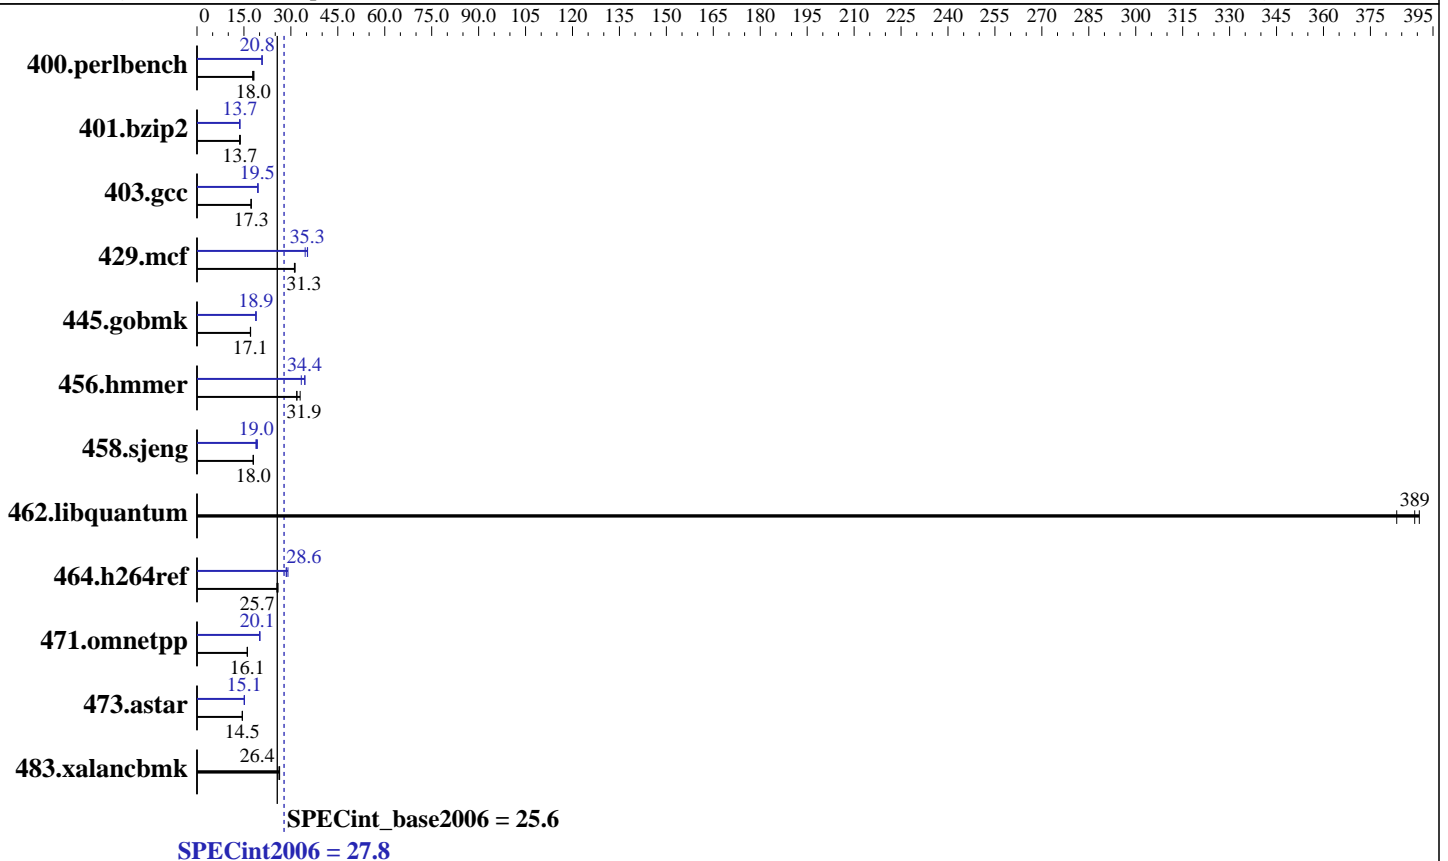 0 15.0 30.0 45.0 60.0 75.0 90.0 105 120 135 150 165 180 195 210 225 240 255 270 285 300 315 330 345 360 375 395
20.8
400.perlbench
18.0
13.7
401.bzip2
13.7
19.5
403.gcc
17.3
35.3
429.mcf
31.3
18.9
445.gobmk
17.1
34.4
456.hmmer
31.9
19.0
458.sjeng
18.0
389
462.libquantum
28.6
464.h264ref
25.7
20.1
471.omnetpp
16.1
15.1
473.astar
14.5
26.4
483.xalancbmk
SPECint_base2006 = 25.6
SPECint2006 = 27.8